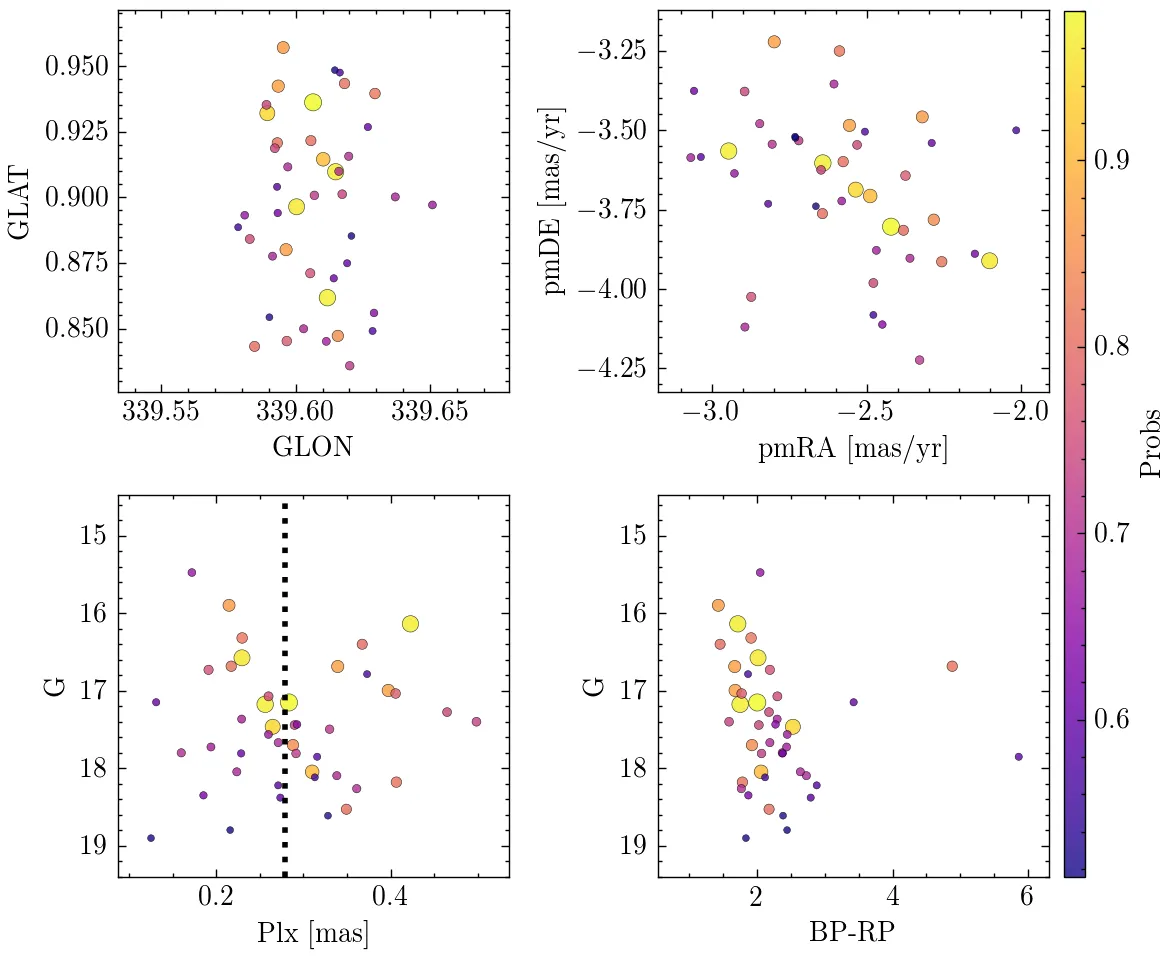 0.950
0.925
0.900
0.875
0.850
GLAT
339.55 339.60 339.65
GLON
−3.25
−3.50
−3.75
−4.00
−4.25
pmDE [mas/yr]
−3.0 −2.5 −2.0
pmRA [mas/yr]
15
16
17
18
19
G
0.2 0.4
Plx [mas]
15
16
17
18
19
G
2 4 6
BP-RP
0.9
0.8
0.7
0.6
Probs